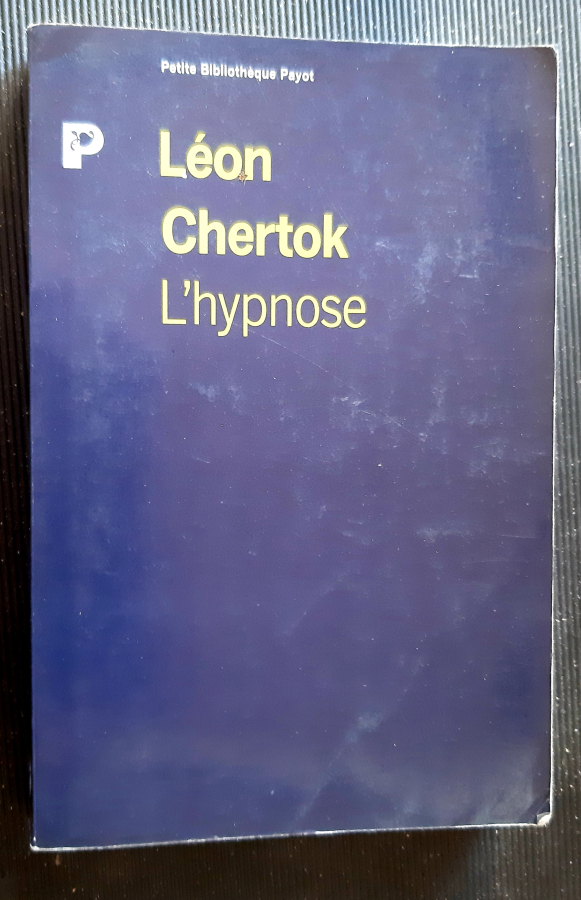 Petite Bibliothèque Payot
P
Léon
Chertok
L'hypnose